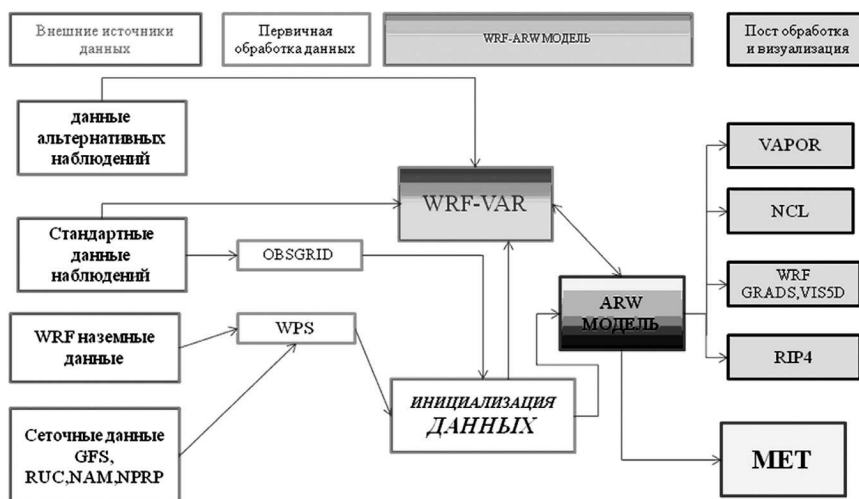 Внешние источники
данных
Первичная
обработка данных
WRF-ARW МОДЕЛЬ
Пост обработка
и визуализация
данные
альтернативных
наблюдений
Стандартные
данные
наблюдений
WRF наземные
данные
Сеточные данные
GFS,
RUC,NAM,NPRP
OBSGRID
WPS
WRF-VAR
ИНИЦИАЛИЗАЦИЯ
ДАННЫХ
ARW
МОДЕЛЬ
VAPOR
NCL
WRF
GRADS,VIS5D
RIP4
MET